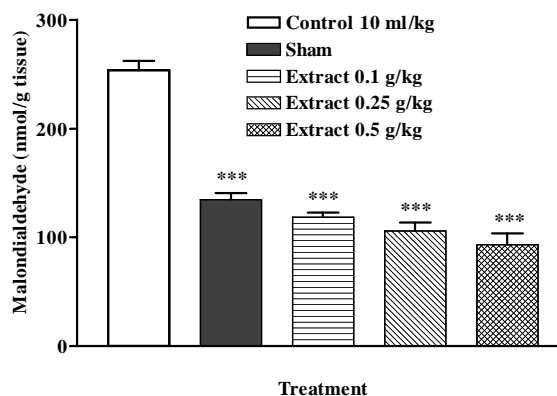 Malondialdehyde (nmol/g tissue)
300
200
100
0
Control 10 ml/kg
Sham
Extract 0.1 g/kg
Extract 0.25 g/kg
Extract 0.5 g/kg
***
***
***
***
Treatment